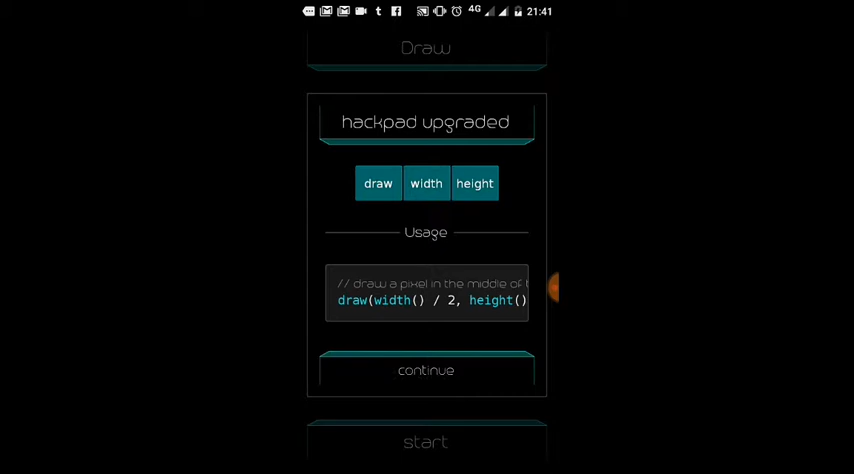 4G 21:41
Draw
hackpad upgraded
draw width height
Usage
// draw a pixel in the middle of
draw(width() / 2, height()
continue
start